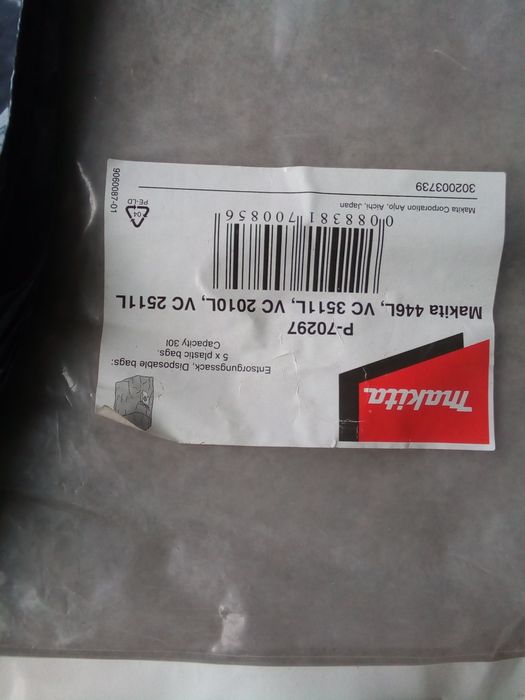 makita.
Entsorgungssack, Disposable bags:
5 x plastic bags.
Capacity 30l
P-70297
Makita 446L, VC 3511L, VC 2010L, VC 2511L
0 088381 700856
Makita Corporation Anjo, Aichi, Japan
302003739
04
PE-LD
9060087-01